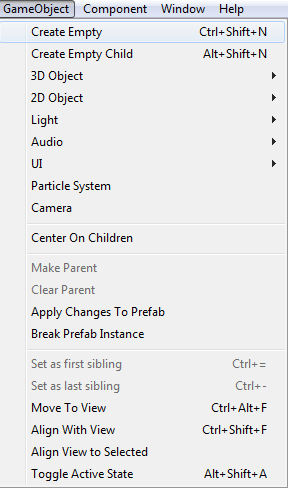 GameObject Component Window Help
Create Empty Ctrl+Shift+N
Create Empty Child Alt+Shift+N
3D Object
2D Object
Light
Audio
UI
Particle System
Camera
Center On Children
Make Parent
Clear Parent
Apply Changes To Prefab
Break Prefab Instance
Set as first sibling Ctrl+=
Set as last sibling Ctrl+-
Move To View Ctrl+Alt+F
Align With View Ctrl+Shift+F
Align View to Selected
Toggle Active State Alt+Shift+A